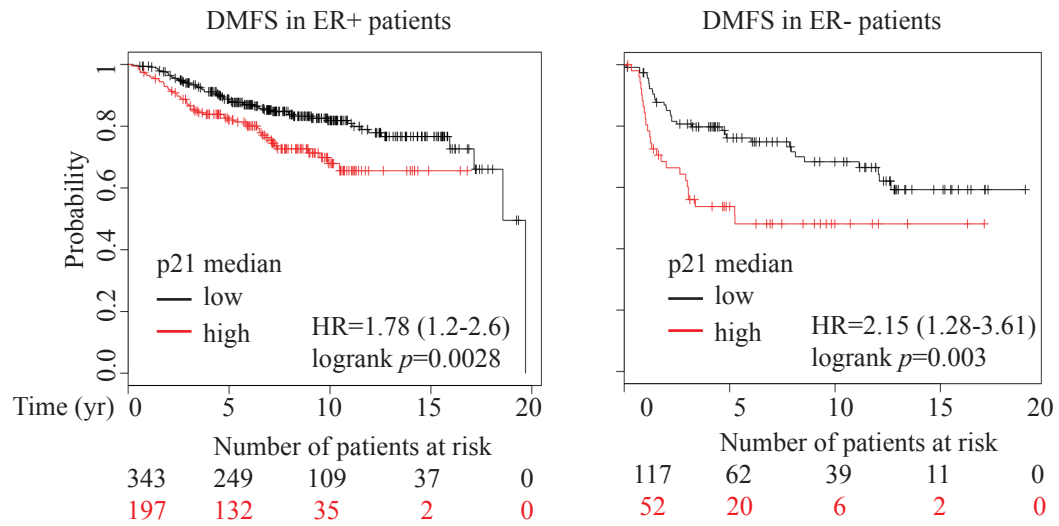 DMFS in ER+ patients
Probability
1
0.8
0.6
0.4
0.2
0.0
p21 median
low
high
HR=1.78 (1.2-2.6)
logrank p=0.0028
Time (yr) 0 5 10 15 20
Number of patients at risk
343 249 109 37 0
197 132 35 2 0
DMFS in ER- patients
p21 median
low
high
HR=2.15 (1.28-3.61)
logrank p=0.003
0 5 10 15 20
Number of patients at risk
117 62 39 11 0
52 20 6 2 0